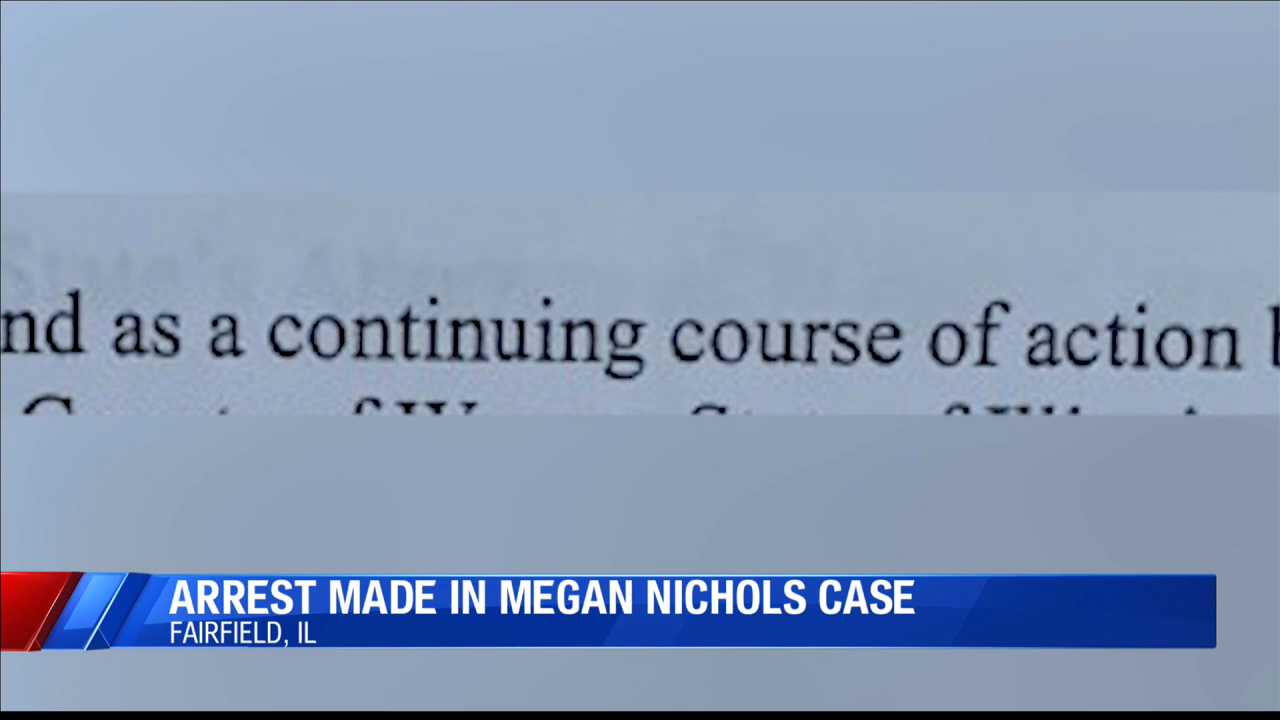 nd as a continuing course of action
ARREST MADE IN MEGAN NICHOLS CASE
FAIRFIELD, IL